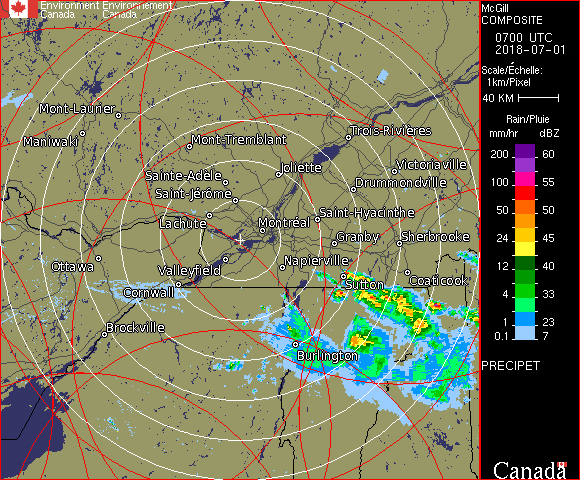 Environment Environnement
Canada Canada
McGill
COMPOSITE
0700 UTC
2018-07-01
Scale/Échelle:
1km/Pixel
40 KM
Rain/Pluie
mm/hr dBZ
200 60
150 57
100 55
50 50
24 45
12 40
4 33
1 23
0.1 7
PRECIPET
Canada
Mont-Laurier
Maniwaki
Mont-Tremblant
Trois-Rivières
Sainte-Adèle
Joliette
Victoriaville
Saint-Jérôme
Drummondville
Lachute
Montréal
Saint-Hyacinthe
Granby
Sherbrooke
Ottawa
Valleyfield
Napierville
Cornwall
Sutton
Coaticook
Brockville
Burlington